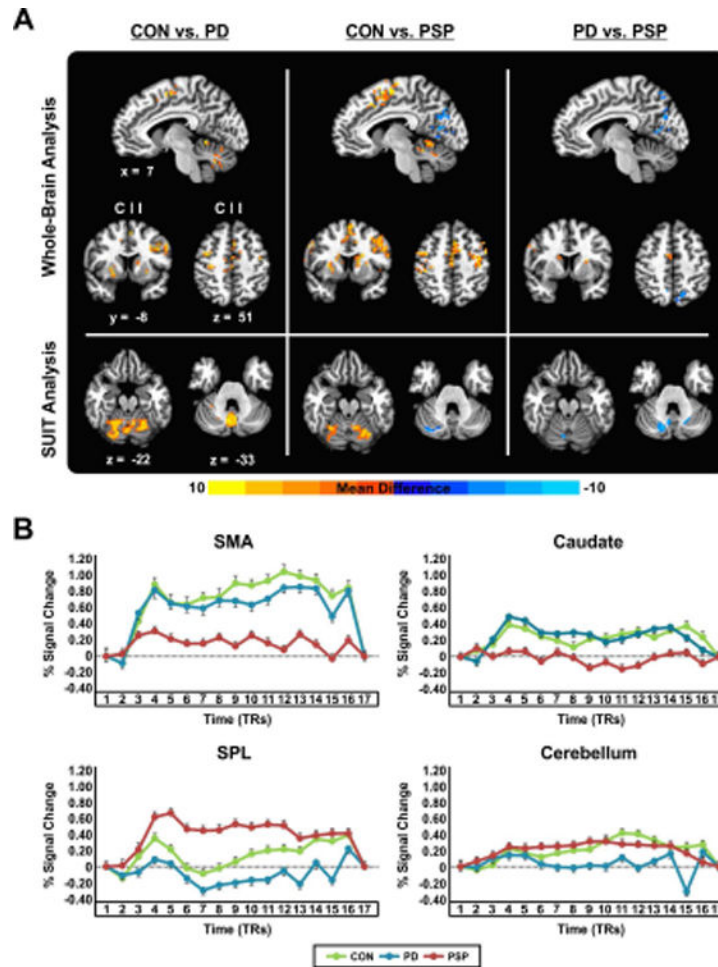 A
CON vs. PD CON vs. PSP PD vs. PSP
Whole-Brain Analysis
x = 7
C I I C I I
y = -8 z = 51
SUIT Analysis
z = -22 z = -33
10 Mean Difference -10
B
SMA
% Signal Change
1.20
1.00
0.80
0.60
0.40
0.20
0
-0.20
-0.40
1 2 3 4 5 6 7 8 9 10 11 12 13 14 15 16 17
Time (TRs)
Caudate
% Signal Change
1.20
1.00
0.80
0.60
0.40
0.20
0
-0.20
-0.40
1 2 3 4 5 6 7 8 9 10 11 12 13 14 15 16
Time (TRs)
SPL
% Signal Change
1.20
1.00
0.80
0.60
0.40
0.20
0
-0.20
-0.40
1 2 3 4 5 6 7 8 9 10 11 12 13 14 15 16 17
Time (TRs)
Cerebellum
% Signal Change
1.20
1.00
0.80
0.60
0.40
0.20
0
-0.20
-0.40
1 2 3 4 5 6 7 8 9 10 11 12 13 14 15 16
Time (TRs)
CON PD PSP